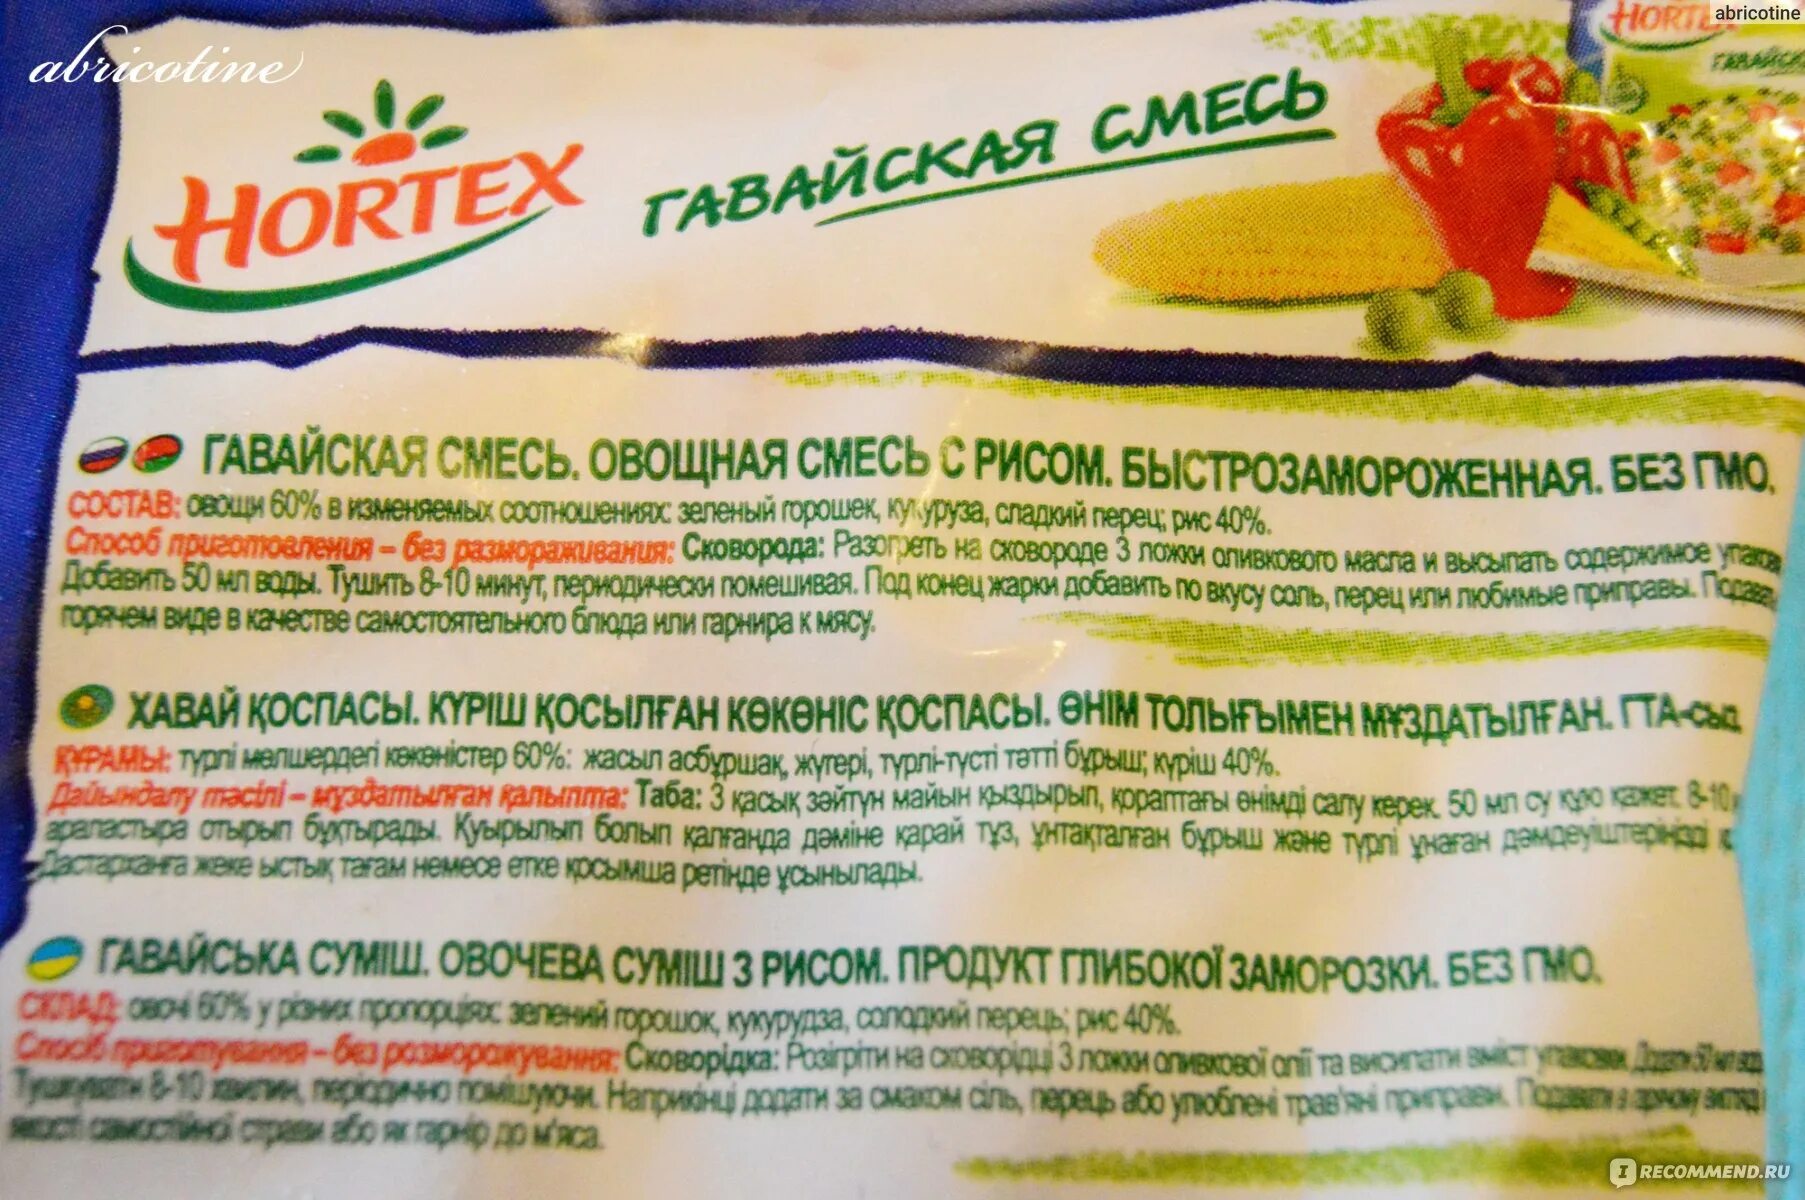 abricotine
abricotine
HORTEX
ГАВАЙСКАЯ СМЕСЬ
HORTEX
ГАВАЙСКАЯ СМЕСЬ. ОВОЩНАЯ СМЕСЬ С РИСОМ. БЫСТРОЗАМОРОЖЕННАЯ. БЕЗ ГМО.
СОСТАВ: овощи 60% в изменяемых соотношениях: зеленый горошек, кукуруза, сладкий перец; рис 40%.
Способ приготовления – без размораживания: Сковорода: Разогреть на сковороде 3 ложки оливкового масла и высыпать содержимое
Добавить 50 мл воды. Тушить 8-10 минут, периодически помешивая. Под конец жарки добавить по вкусу соль, перец или любимые приправы.
горячем виде в качестве самостоятельного блюда или гарнира к мясу.
ХАВАЙ ҚОСПАСЫ. КҮРІШ ҚОСЫЛҒАН КӨКӨНІС ҚОСПАСЫ. ӨНІМ ТОЛЫҒЫМЕН МҰЗДАТЫЛҒАН. ГТА-сыз.
ҚҰРАМЫ: түрлі мөлшердегі көкөністер 60%: жасыл асбұршақ, жүгері, түрлі-түсті тәтті бұрыш; күріш 40%.
Дайындалу тәсілі – мұздатылған қалыпта: Таба: 3 қасық зәйтүн майын қыздырып, қораптағы өнімді салу керек. 50 мл су құю қажет. 8-10
араластыра отырып бұқтырады. Қуырылып болып қалғанда дәміне қарай тұз, ұнтақталған бұрыш және түрлі ұнаған дәмдеуіштеріңізді
Дастарханға жеке ыстық тағам немесе етке қосымша ретінде ұсынылады.
ГАВАЙСЬКА СУМІШ. ОВОЧЕВА СУМІШ З РИСОМ. ПРОДУКТ ГЛИБОКОЇ ЗАМОРОЗКИ. БЕЗ ГМО.
СКЛАД: овочі 60% у різних пропорціях: зелений горошок, кукурудза, солодкий перець; рис 40%.
Спосіб приготування – без розморожування: Сковорідка: Розігріти на сковорідці 3 ложки оливкової олії та висипати вміст упаковки. Додати 50 мл
Тушкувати 8-10 хвилин, періодично помішуючи. Наприкінці додати за смаком сіль, перець або улюблені трав'яні приправи. Подавати в гарячому
якості самостійної страви або як гарнір до м'яса.
IRECOMMEND.RU